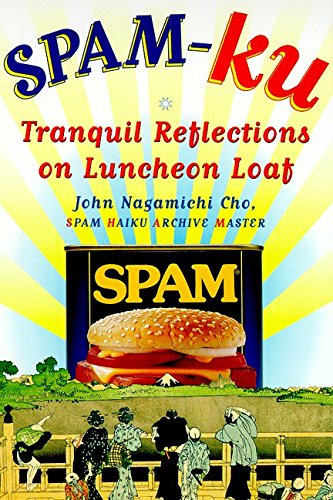 SPAM-ku
Tranquil Reflections
on Luncheon Loaf
John Nagamichi Cho,
SPAM HAIKU ARCHIVE MASTER
SPAM®